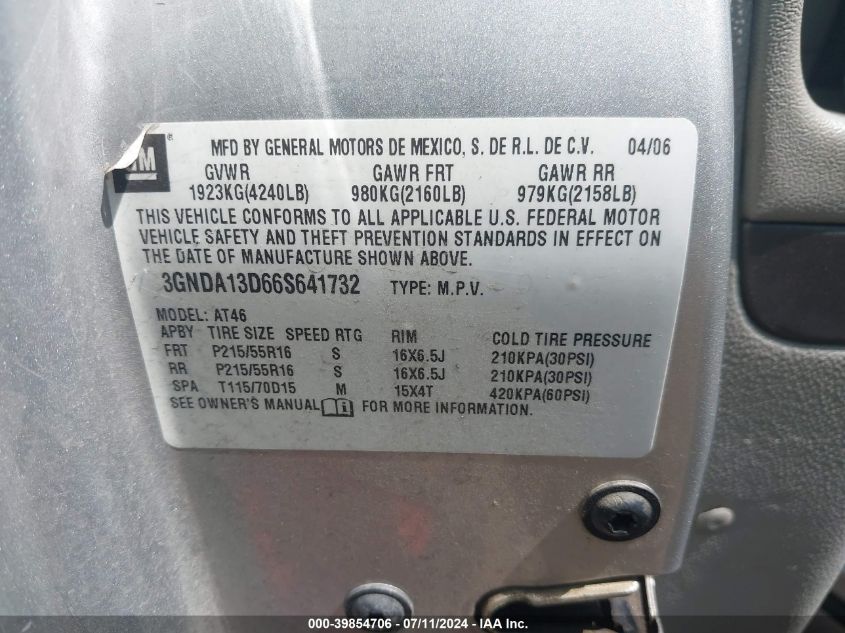 MFD BY GENERAL MOTORS DE MEXICO, S. DE R.L. DE C.V. 04/06
GM ®
GVWR GAWR FRT GAWR RR
1923KG(4240LB) 980KG(2160LB) 979KG(2158LB)
THIS VEHICLE CONFORMS TO ALL APPLICABLE U.S. FEDERAL MOTOR
VEHICLE SAFETY AND THEFT PREVENTION STANDARDS IN EFFECT ON
THE DATE OF MANUFACTURE SHOWN ABOVE.
3GNDA13D66S641732 TYPE: M.P.V.
MODEL: AT46
APBY TIRE SIZE SPEED RTG RIM COLD TIRE PRESSURE
FRT P215/55R16 S 16X6.5J 210KPA(30PSI)
RR P215/55R16 S 16X6.5J 210KPA(30PSI)
SPA T115/70D15 M 15X4T 420KPA(60PSI)
SEE OWNER'S MANUAL i FOR MORE INFORMATION.
000-39854706 - 07/11/2024 - IAA Inc.